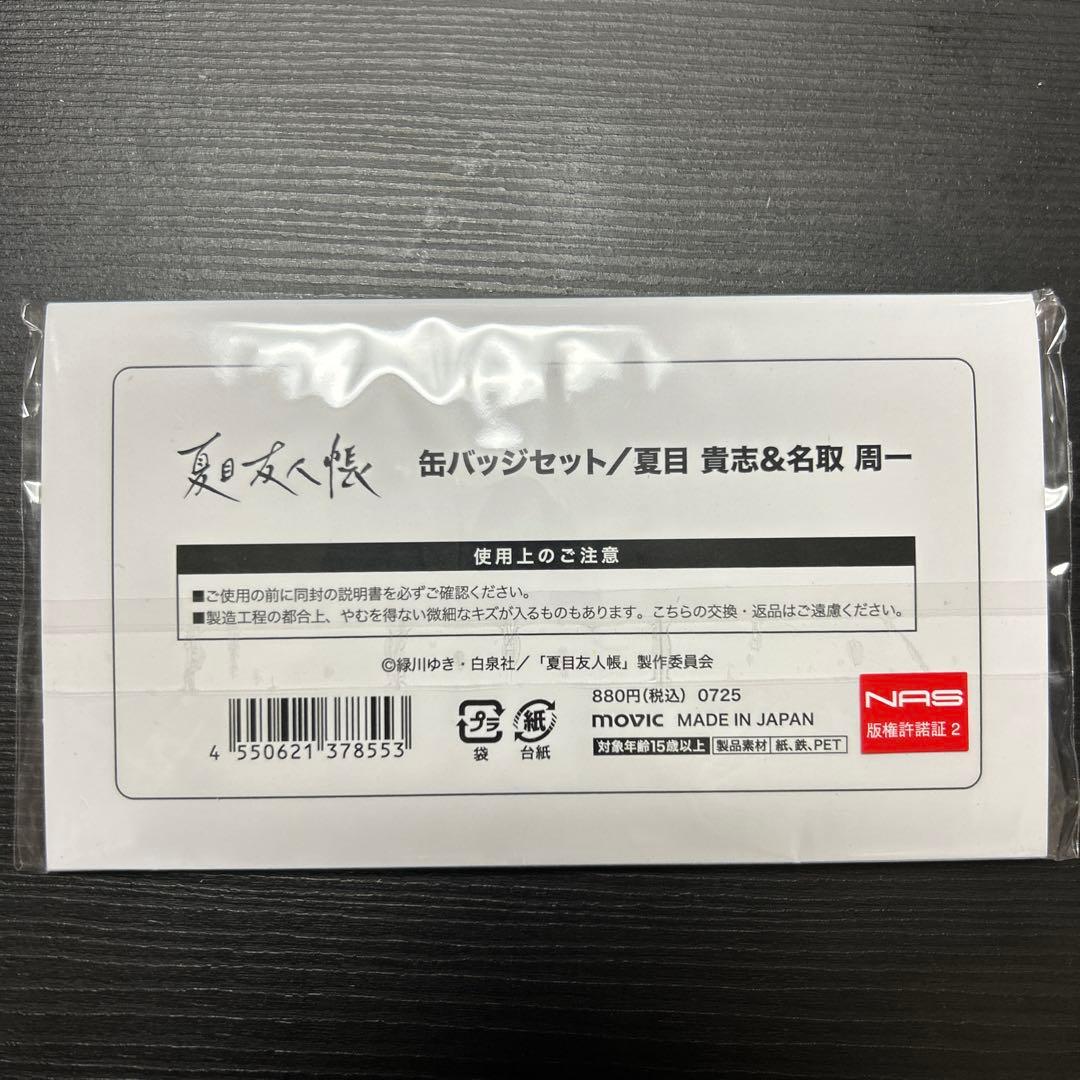 夏目友人帳 缶バッジセット/夏目 貴志&名取 周一
使用上のご注意
■ご使用の前に同封の説明書を必ずご確認ください。
■製造工程の都合上、やむを得ない微細なキズが入るものもあります。こちらの交換・返品はご遠慮ください。
©緑川ゆき・白泉社/「夏目友人帳」製作委員会
4 550621 378553
プラ
袋
紙
台紙
880円(税込) 0725
movic MADE IN JAPAN
対象年齢15歳以上 製品素材 紙、鉄、PET
NAS
版権許諾証 2